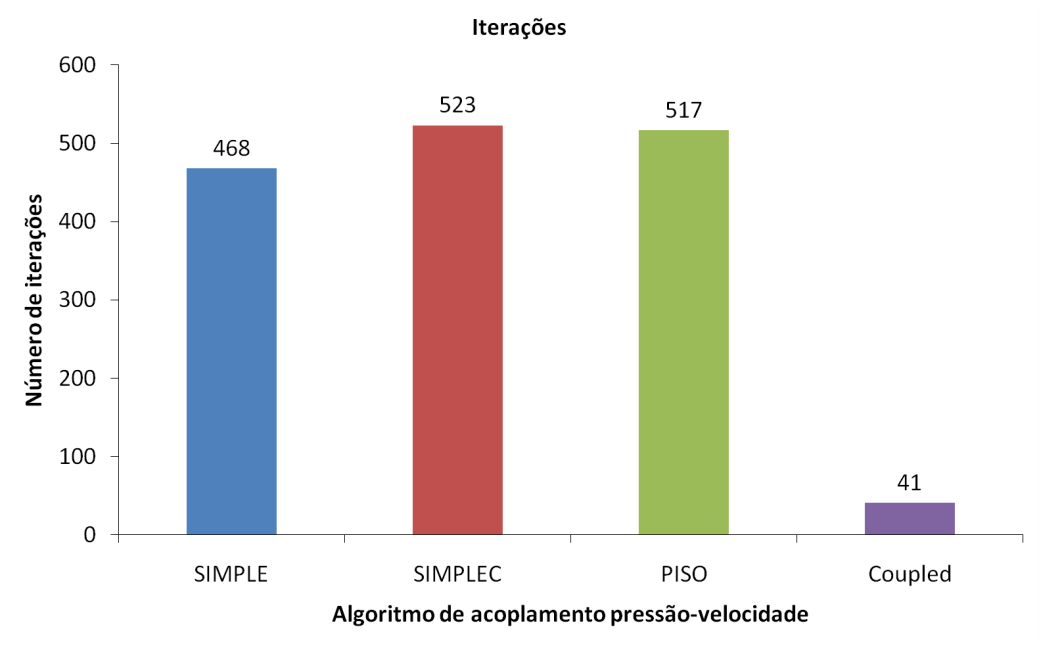 Iterações
600
500
400
300
200
100
0
Número de iterações
468
523
517
41
SIMPLE
SIMPLEC
PISO
Coupled
Algoritmo de acoplamento pressão-velocidade